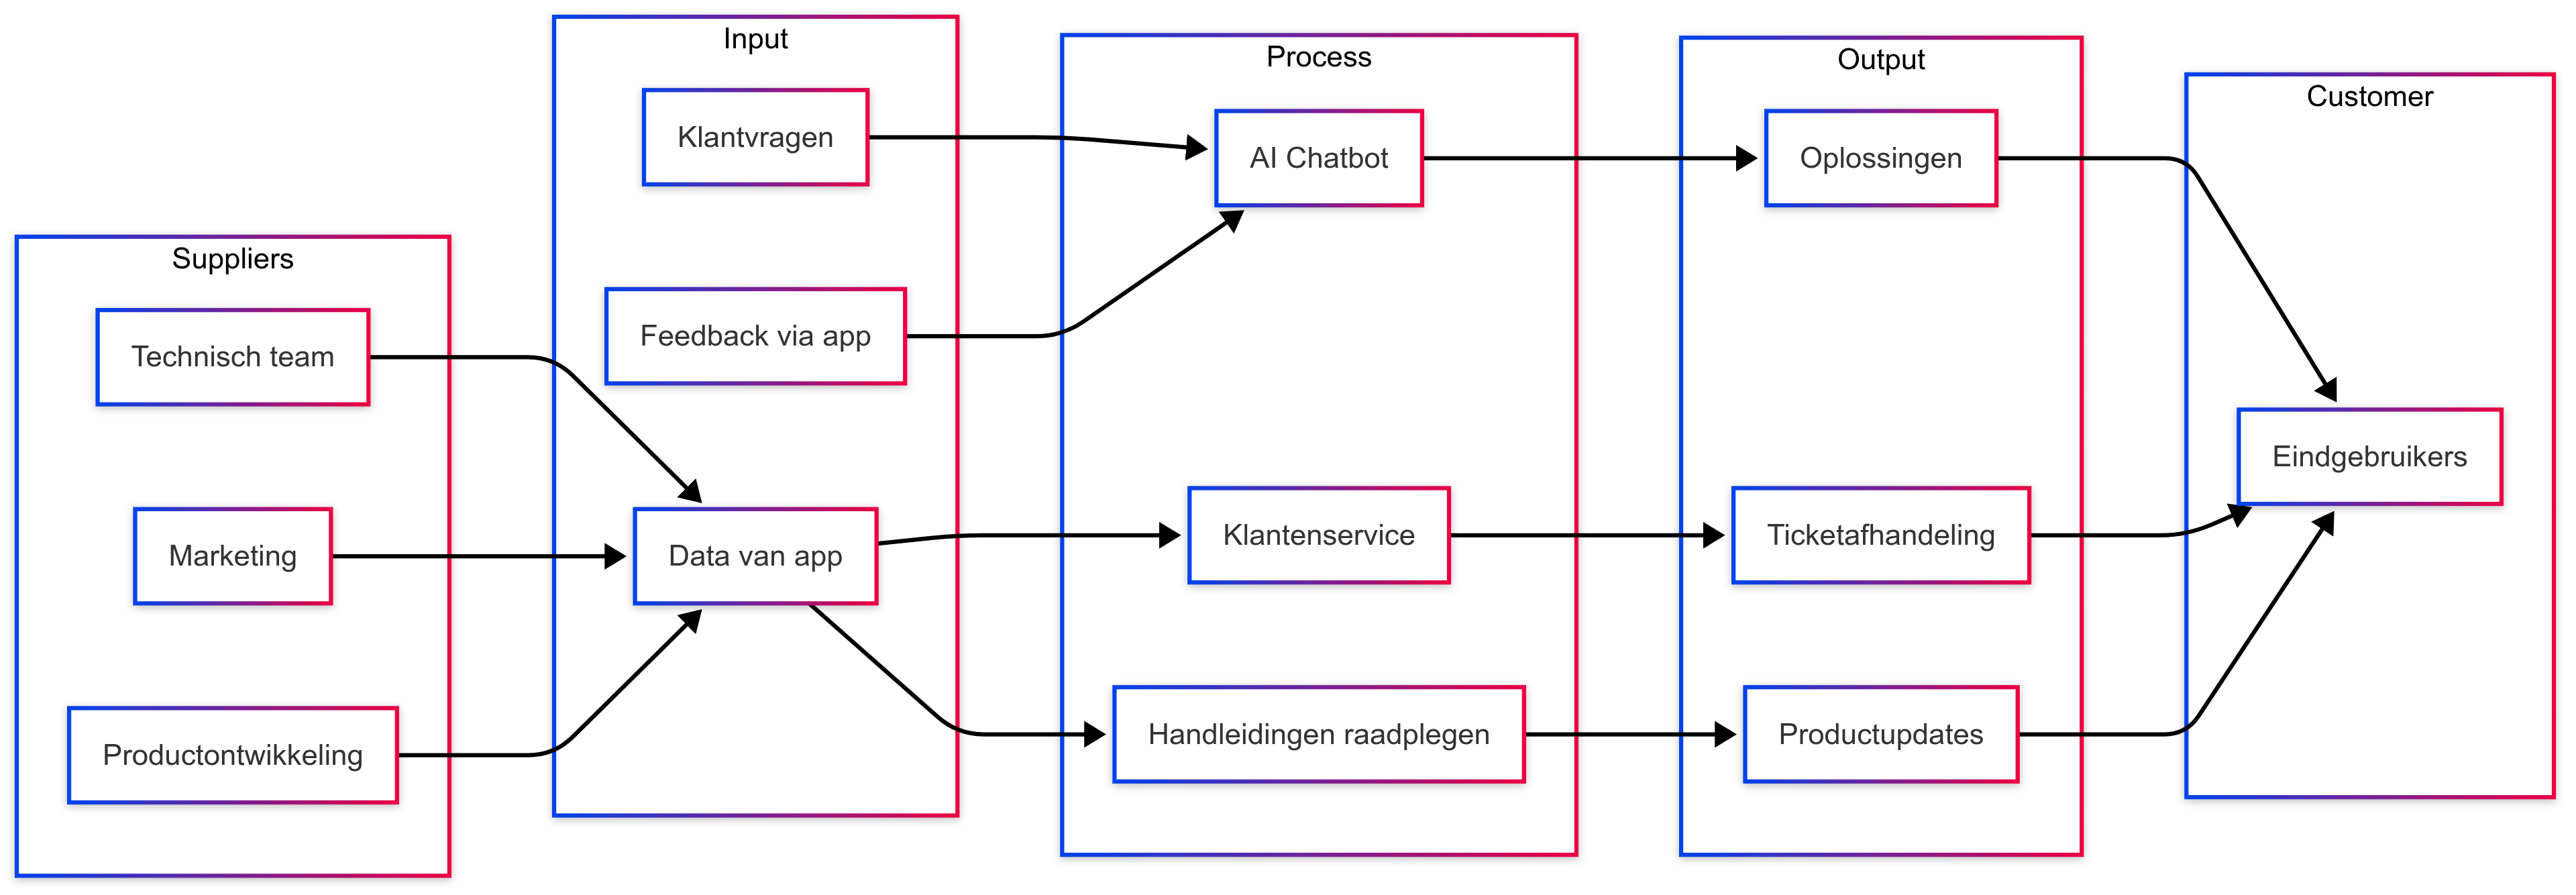 Suppliers
Technisch team
Marketing
Productontwikkeling
Input
Klantvragen
Feedback via app
Data van app
Process
AI Chatbot
Klantenservice
Handleidingen raadplegen
Output
Oplossingen
Ticketafhandeling
Productupdates
Customer
Eindgebruikers